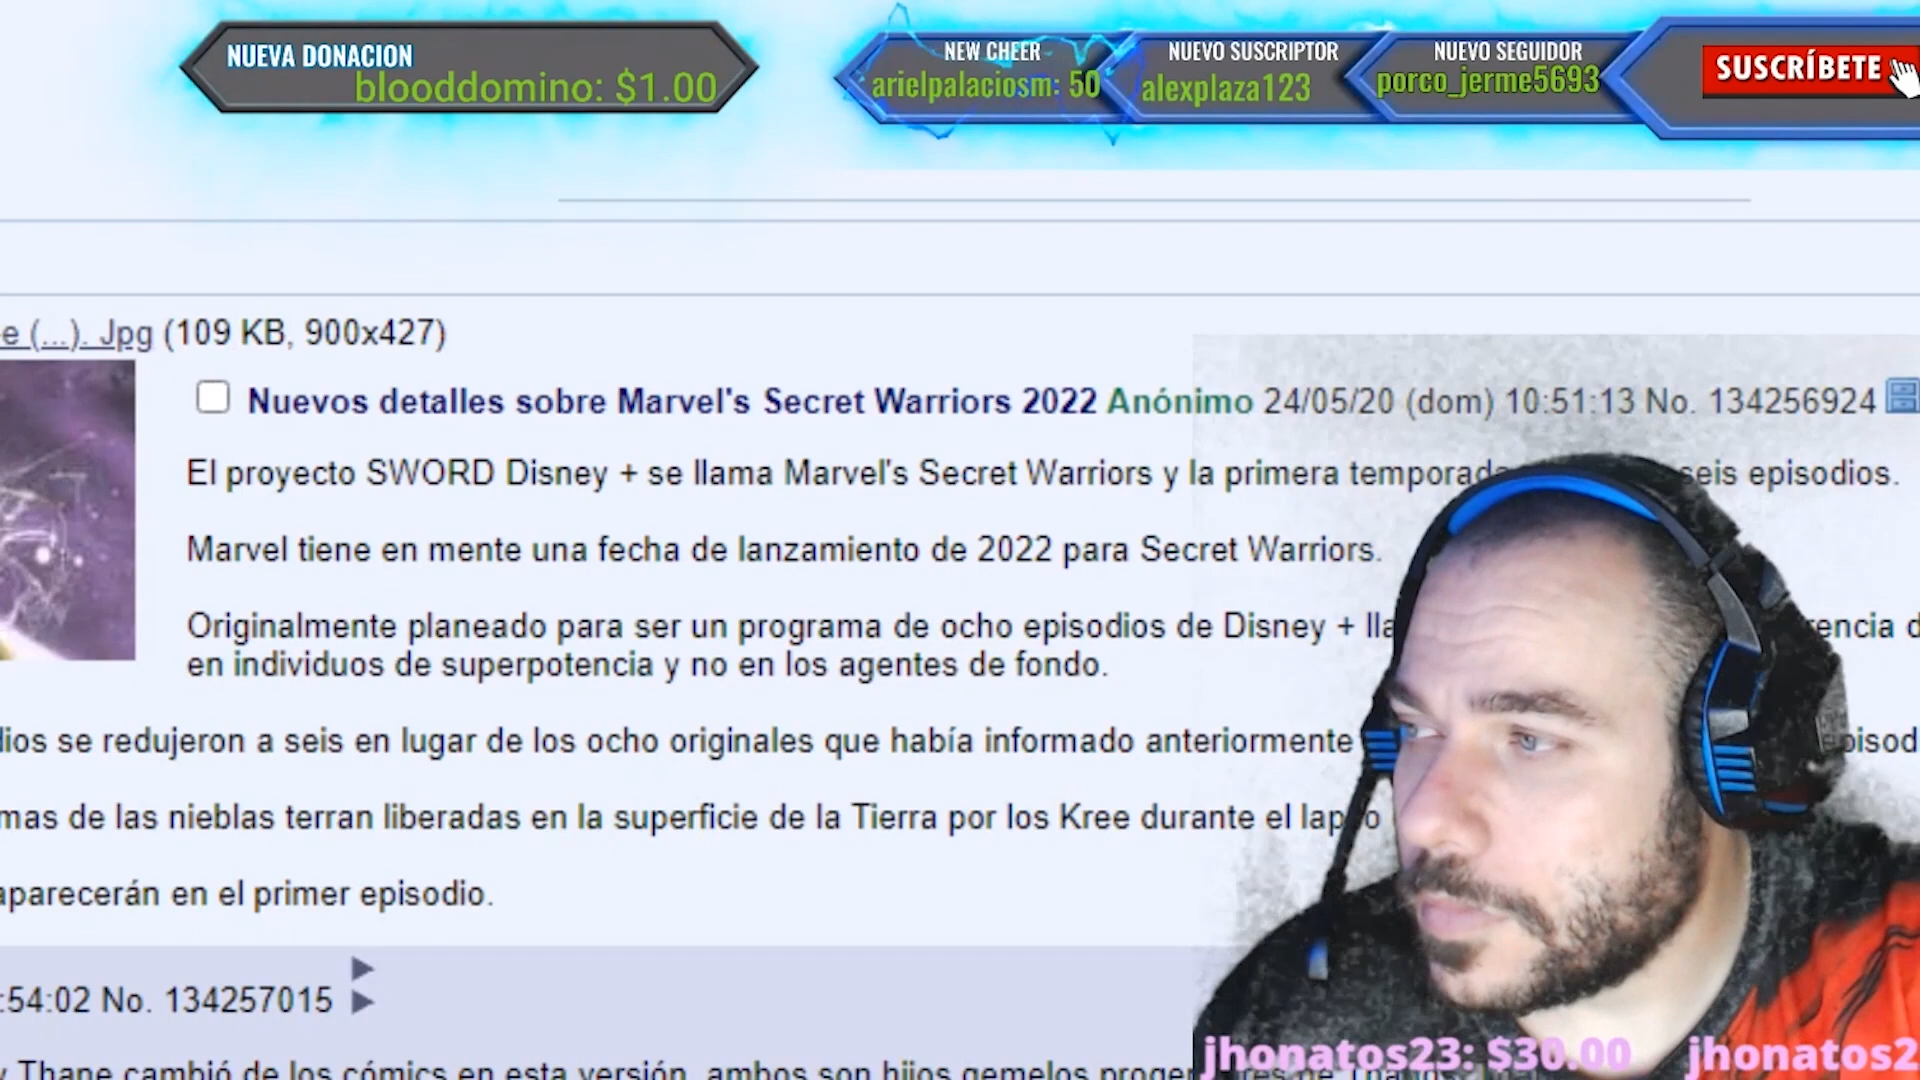 NUEVA DONACION
blooddomino: $1.00
NEW CHEER
arielpalaciosm: 50
NUEVO SUSCRIPTOR
alexplaza123
NUEVO SEGUIDOR
porco_jerme5693
SUSCRÍBETE
e (...). Jpg (109 KB, 900x427)
Nuevos detalles sobre Marvel's Secret Warriors 2022 Anónimo 24/05/20 (dom) 10:51:13 No. 134256924
El proyecto SWORD Disney + se llama Marvel's Secret Warriors y la primera temporad seis episodios.
Marvel tiene en mente una fecha de lanzamiento de 2022 para Secret Warriors.
Originalmente planeado para ser un programa de ocho episodios de Disney + lla encia d
en individuos de superpotencia y no en los agentes de fondo.
dios se redujeron a seis en lugar de los ocho originales que había informado anteriormente episod
mas de las nieblas terran liberadas en la superficie de la Tierra por los Kree durante el lap
aparecerán en el primer episodio.
:54:02 No. 134257015
y Thane cambió de los cómics en esta versión, ambos son hijos gemelos proge
jhonatos23: $30.00 jhonatos2